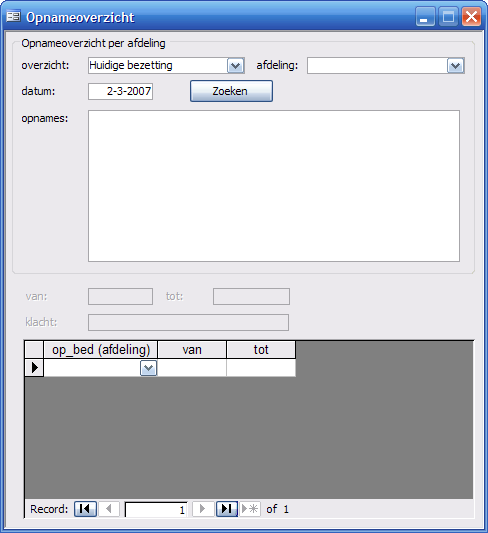 Opnameoverzicht
Opnameoverzicht per afdeling
overzicht: Huidige bezetting afdeling:
datum: 2-3-2007 Zoeken
opnames:
van: tot:
klacht:
op_bed (afdeling) van tot
Record: 1 of 1